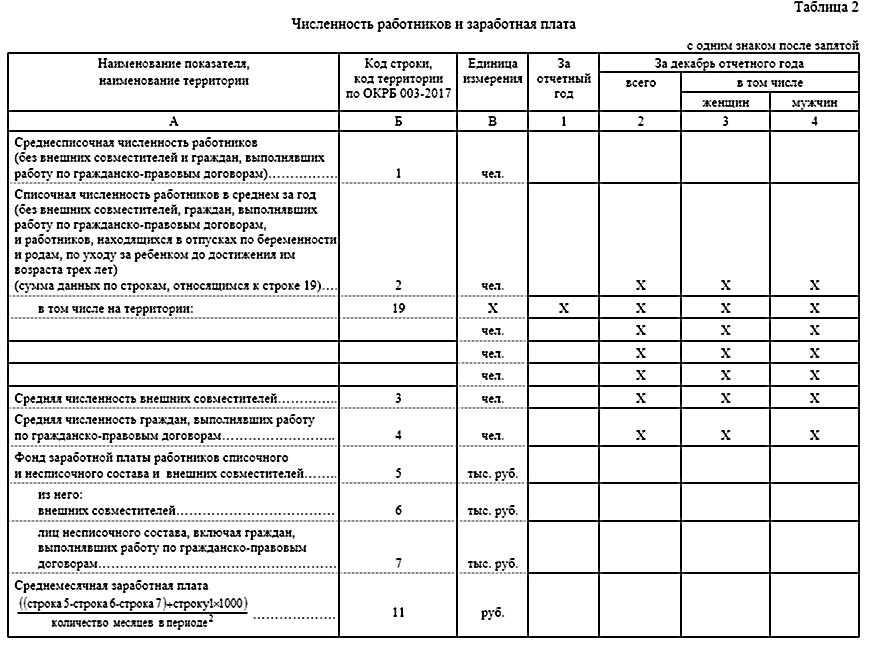 Таблица 2
Численность работников и заработная плата
с одним знаком после запятой
Наименование показателя,
наименование территории
Код строки,
код территории
по ОКРБ 003-2017
Единица
измерения
За
отчетный
год
За декабрь отчетного года
всего
в том числе
женщин
мужчин
А Б В 1 2 3 4
Среднесписочная численность работников
(без внешних совместителей и граждан, выполнявших
работу по гражданско-правовым договорам)…………… 1 чел.
Списочная численность работников в среднем за год
(без внешних совместителей, граждан, выполнявших
работу по гражданско-правовым договорам,
и работников, находящихся в отпусках по беременности
и родам, по уходу за ребенком до достижения им
возраста трех лет)
(сумма данных по строкам, относящимся к строке 19)…. 2 чел. Х Х Х
в том числе на территории: 19 Х Х Х Х Х
чел. Х Х Х
чел. Х Х Х
чел. Х Х Х
Средняя численность внешних совместителей………….. 3 чел. Х Х Х
Средняя численность граждан, выполнявших работу
по гражданско-правовым договорам………………………. 4 чел. Х Х Х
Фонд заработной платы работников списочного
и несписочного состава и внешних совместителей…….. 5 тыс. руб.
из него:
внешних совместителей………………………………… 6 тыс. руб.
лиц несписочного состава, включая граждан,
выполнявших работу по гражданско-правовым
договорам…………………………………………………… 7 тыс. руб.
Среднемесячная заработная плата
((строка 5-строка 6-строка 7)÷строку1×1000)
количество месяцев в периоде² ……………….. 11 руб.